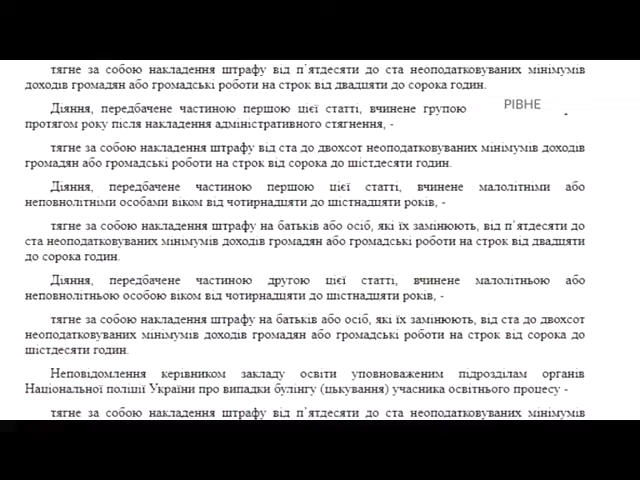 тягне за собою накладення штрафу від п’ятдесяти до ста неоподатковуваних мінімумів
доходів громадян або громадські роботи на строк від двадцяти до сорока годин.
Діяння, передбачене частиною першою цієї статті, вчинене групою
РІВНЕ
протягом року після накладення адміністративного стягнення, -
тягне за собою накладення штрафу від ста до двохсот неоподатковуваних мінімумів доходів
громадян або громадські роботи на строк від сорока до шістдесяти годин.
Діяння, передбачене частиною першою цієї статті, вчинене малолітніми або
неповнолітніми особами віком від чотирнадцяти до шістнадцяти років, -
тягне за собою накладення штрафу на батьків або осіб, які їх замінюють, від п’ятдесяти до
ста неоподатковуваних мінімумів доходів громадян або громадські роботи на строк від двадцяти
до сорока годин.
Діяння, передбачене частиною другою цієї статті, вчинене малолітньою або
неповнолітньою особою віком від чотирнадцяти до шістнадцяти років, -
тягне за собою накладення штрафу на батьків або осіб, які їх замінюють, від ста до двохсот
неоподатковуваних мінімумів доходів громадян або громадські роботи на строк від сорока до
шістдесяти годин.
Неповідомлення керівником закладу освіти уповноваженим підрозділам органів
Національної поліції України про випадки булінгу (цькування) учасника освітнього процесу -
тягне за собою накладення штрафу від п’ятдесяти до ста неоподатковуваних мінімумів